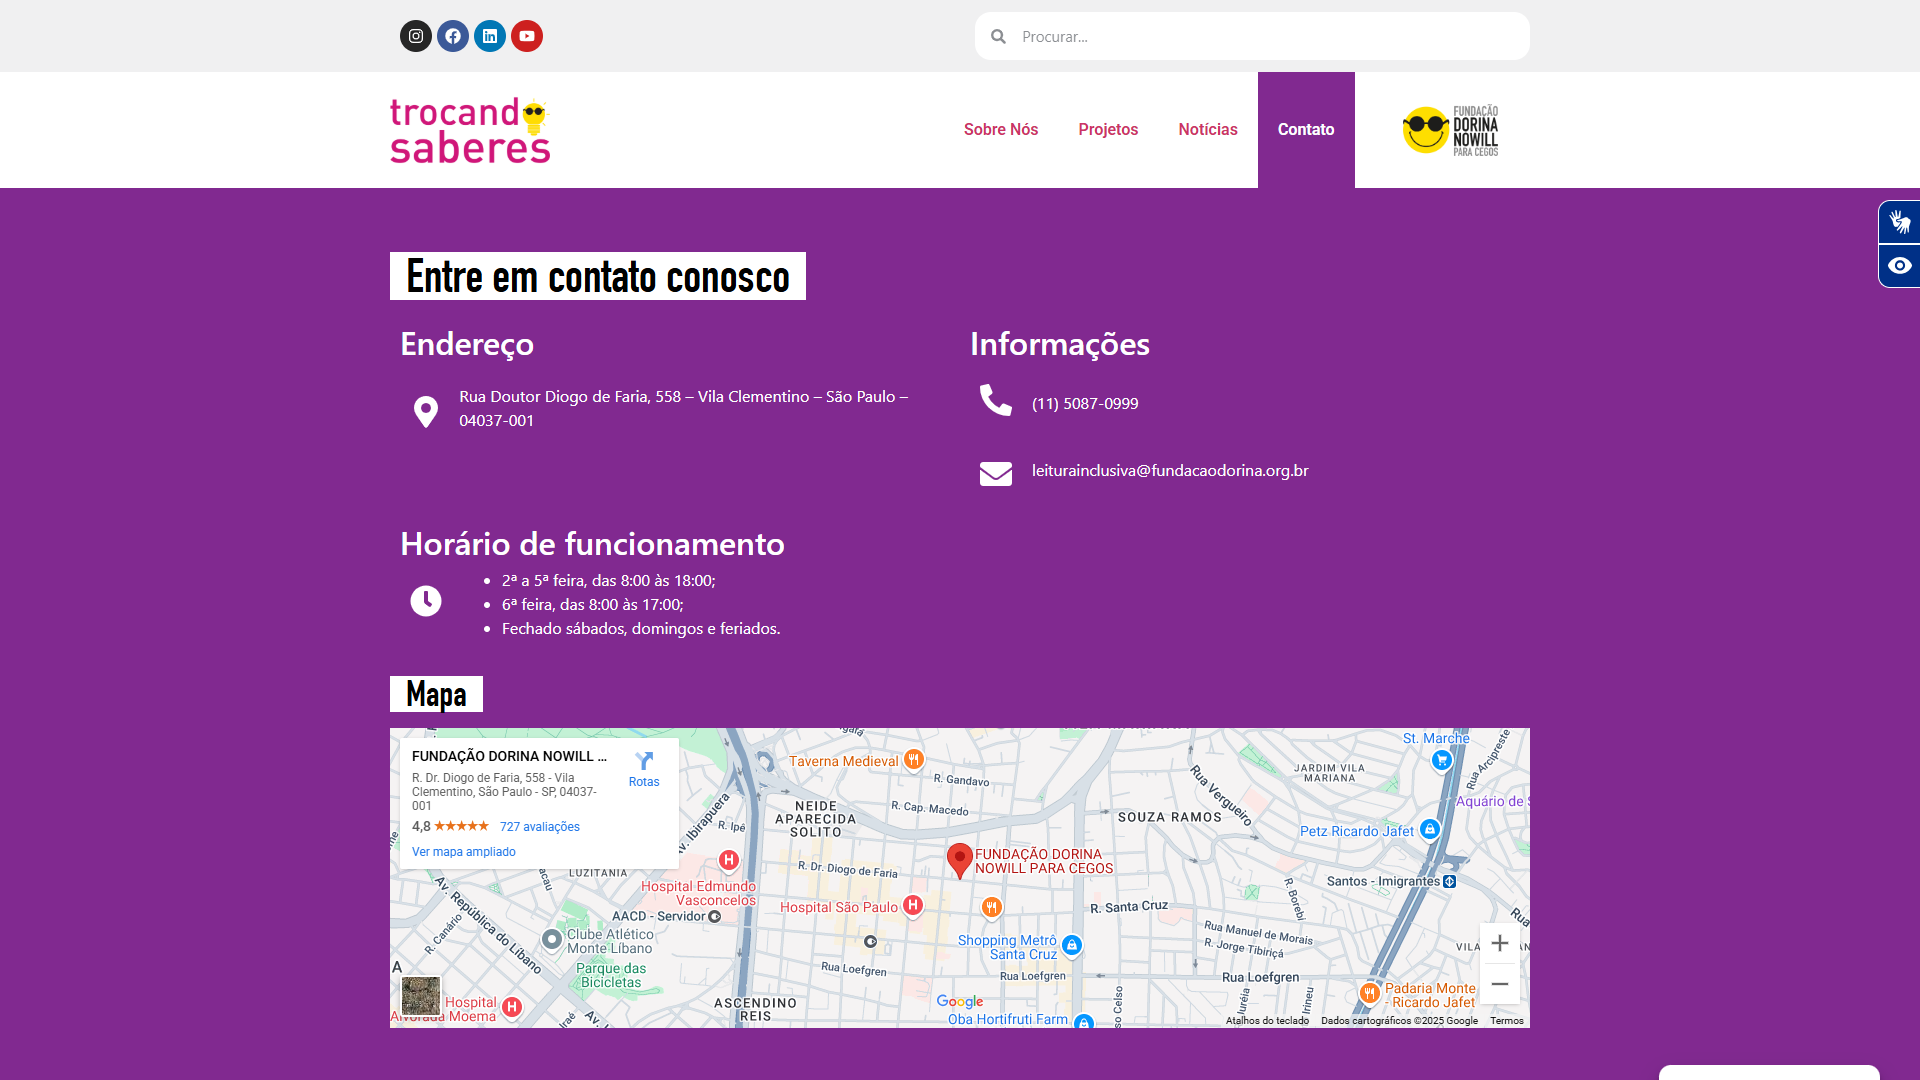 Procurar...
trocando
saberes
Sobre Nós
Projetos
Notícias
Contato
FUNDAÇÃO
DORINA
NOWILL
PARA CEGOS
Entre em contato conosco
Endereço
Rua Doutor Diogo de Faria, 558 – Vila Clementino – São Paulo –
04037-001
Informações
(11) 5087-0999
leiturainclusiva@fundacaodorina.org.br
Horário de funcionamento
2ª a 5ª feira, das 8:00 às 18:00;
6ª feira, das 8:00 às 17:00;
Fechado sábados, domingos e feriados.
Mapa
FUNDAÇÃO DORINA NOWILL ...
R. Dr. Diogo de Faria, 558 - Vila
Clementino, São Paulo - SP, 04037-
001
4,8
727 avaliações
Ver mapa ampliado
Rotas
Taverna Medieval
R. Gandavo
St. Marche
JARDIM VILA
MARIANA
Rua Arcipreste
Rua Vergueiro
NEIDE
APARECIDA
SOLITO
R. Cap. Macedo
SOUZA RAMOS
Aquário de S
Petz Ricardo Jafet
Av. Ibirapuera
R. Ipê
FUNDAÇÃO DORINA
NOWILL PARA CEGOS
R. Dr. Diogo de Faria
LUZITANIA
Hospital Edmundo
Vasconcelos
Hospital São Paulo
AACD - Servidor
R. Santa Cruz
Santos - Imigrantes
R. Borebi
Av. República do Líbano
R. Canário
Clube Atlético
Monte Líbano
Shopping Metrô
Santa Cruz
Rua Manuel de Morais
R. Jorge Tibiriçá
Rua Loefgren
Rua Loefgren
Rua Loefgren
Parque das
Bicicletas
Hospital
Alvorada Moema
ASCENDINO
REIS
Google
Oba Hortifruti Farm
Padaria Monte
- Ricardo Jafet
Atalhos do teclado
Dados cartográficos ©2025 Google
Termos